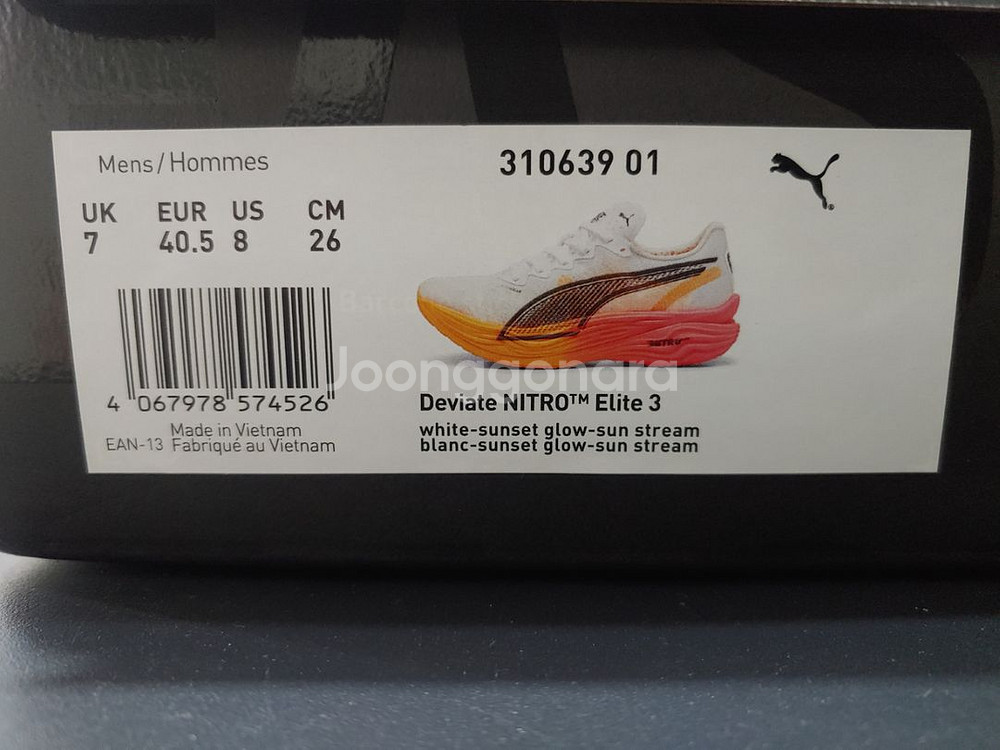 Mens/Hommes
310639 01
UK EUR US CM
7 40.5 8 26
NITRO™
Joonggonara
4 067978 574526
Made in Vietnam
EAN-13 Fabriqué au Vietnam
Deviate NITRO™ Elite 3
white-sunset glow-sun stream
blanc-sunset glow-sun stream